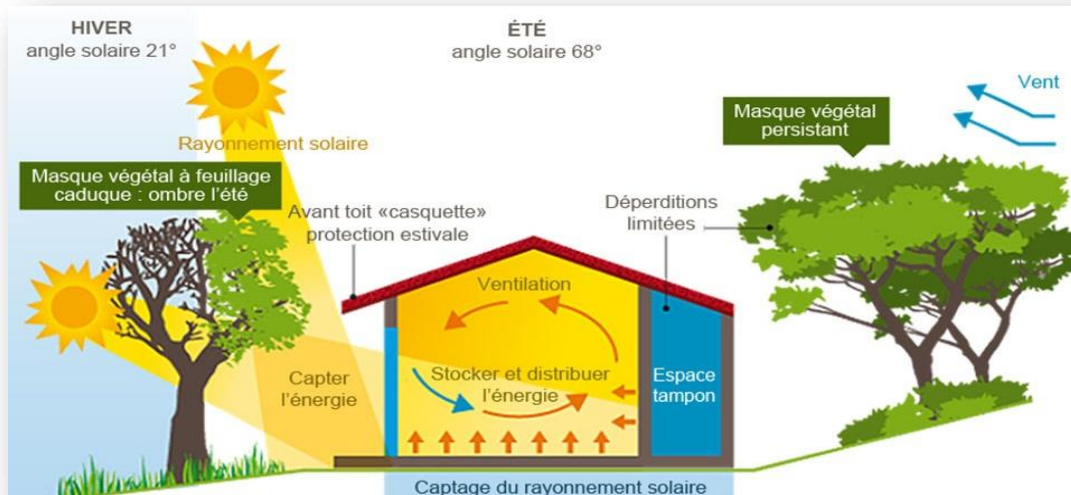 HIVER
angle solaire 21°
ÉTÉ
angle solaire 68°
Vent
Masque végétal
persistant
Rayonnement solaire
Masque végétal à feuillage
caduque : ombre l'été
Avant toit «casquette»
protection estivale
Déperditions
limitées
Ventilation
Capter
l'énergie
Stocker et distribuer
l'énergie
Espace
tampon
Captage du rayonnement solaire